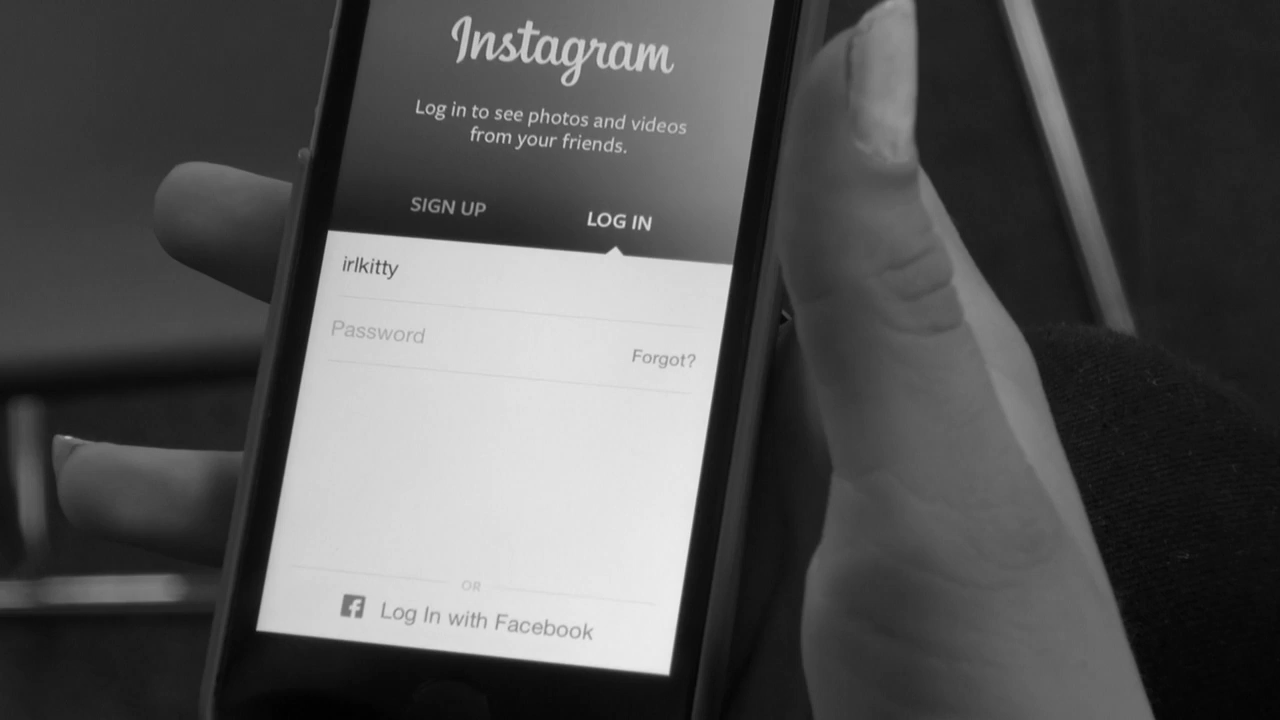 Instagram
Log in to see photos and videos
from your friends.
SIGN UP
LOG IN
irlkitty
Password
Forgot?
OR
Log In with Facebook